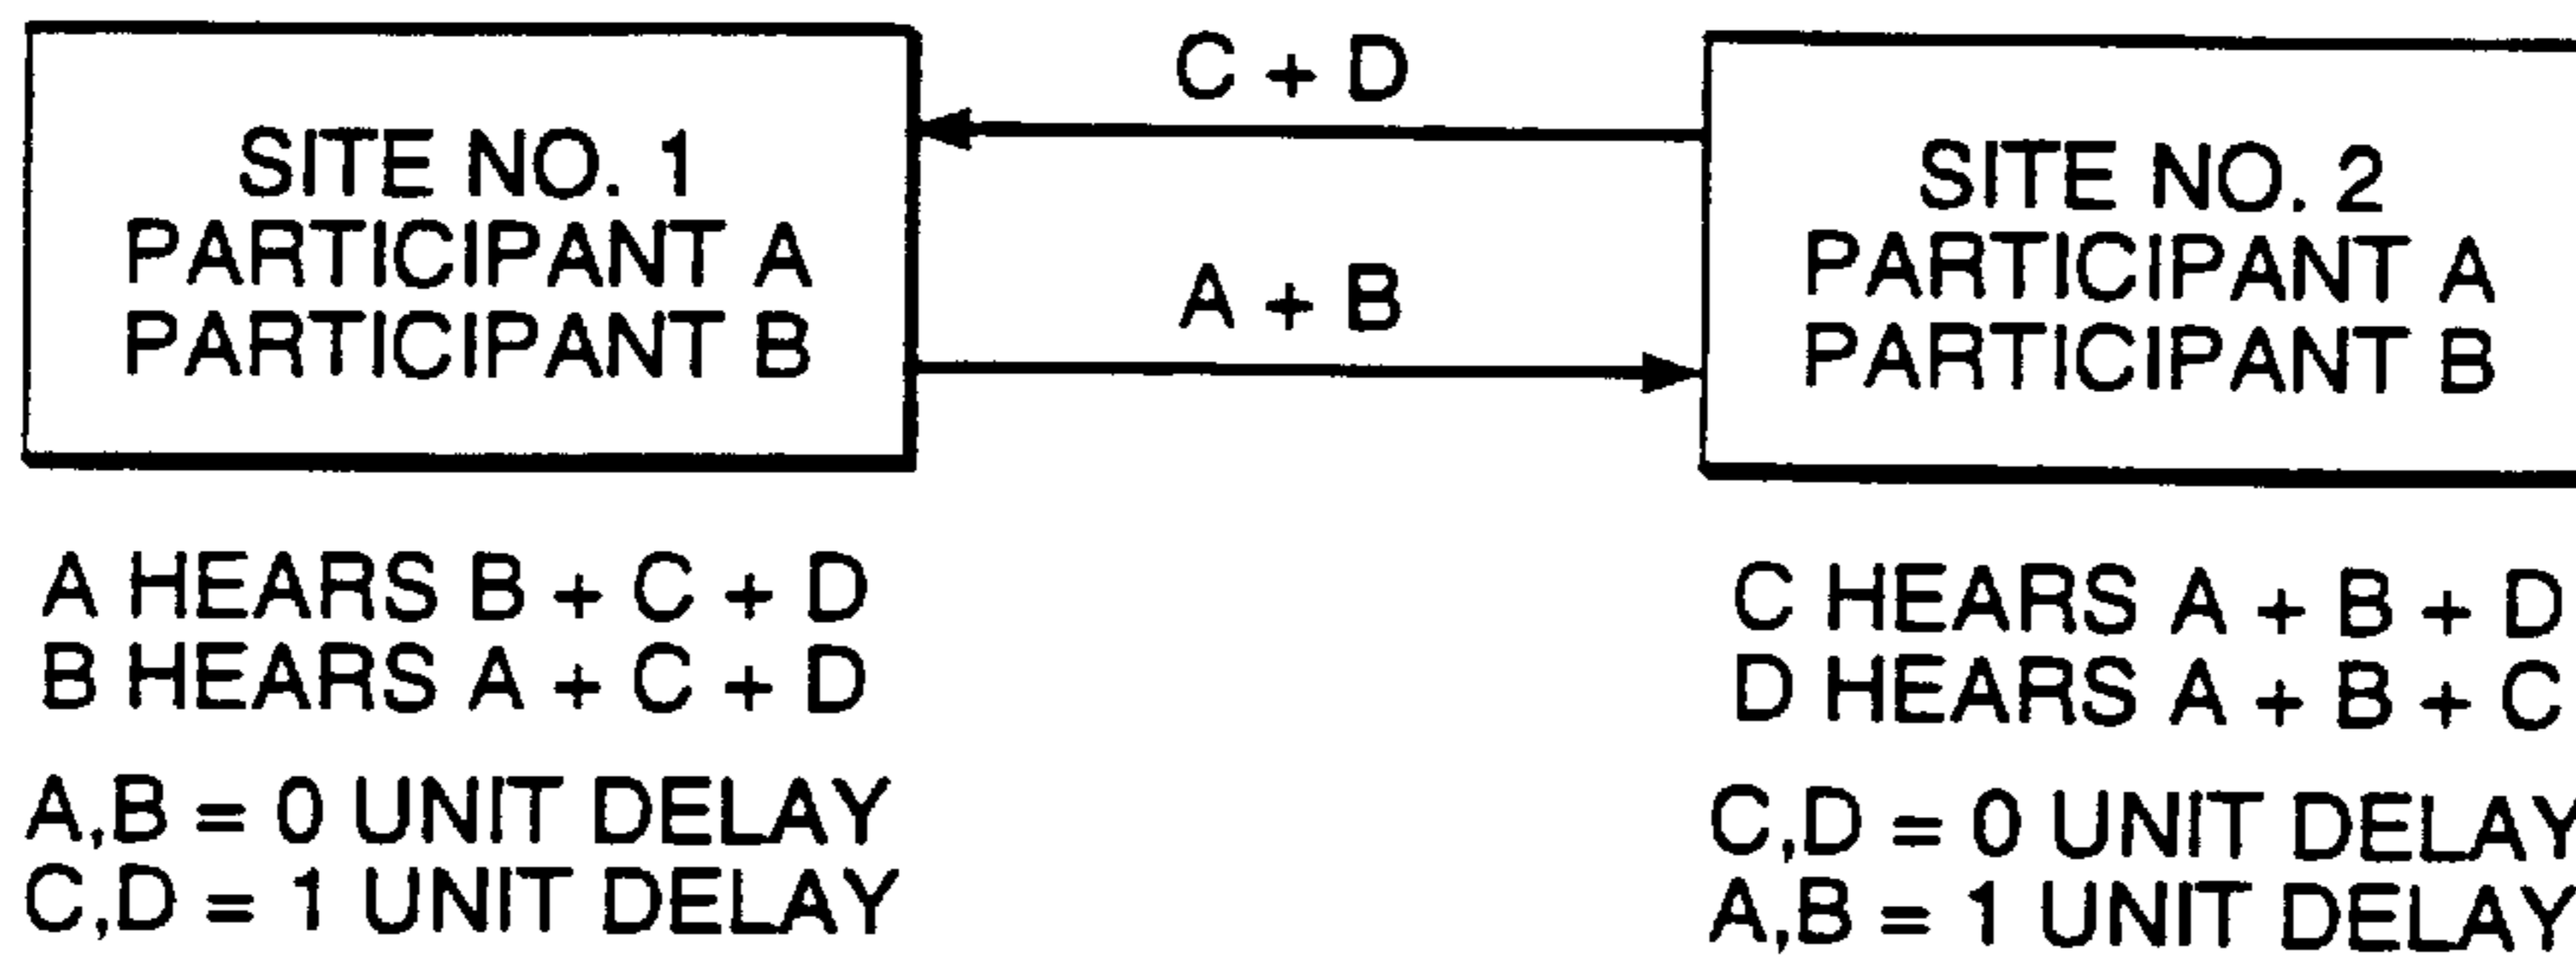 SITE NO. 1
PARTICIPANT A
PARTICIPANT B
C + D
A + B
SITE NO. 2
PARTICIPANT A
PARTICIPANT B
A HEARS B + C + D
B HEARS A + C + D
A,B = 0 UNIT DELAY
C,D = 1 UNIT DELAY
C HEARS A + B + D
D HEARS A + B + C
C,D = 0 UNIT DELAY
A,B = 1 UNIT DELAY